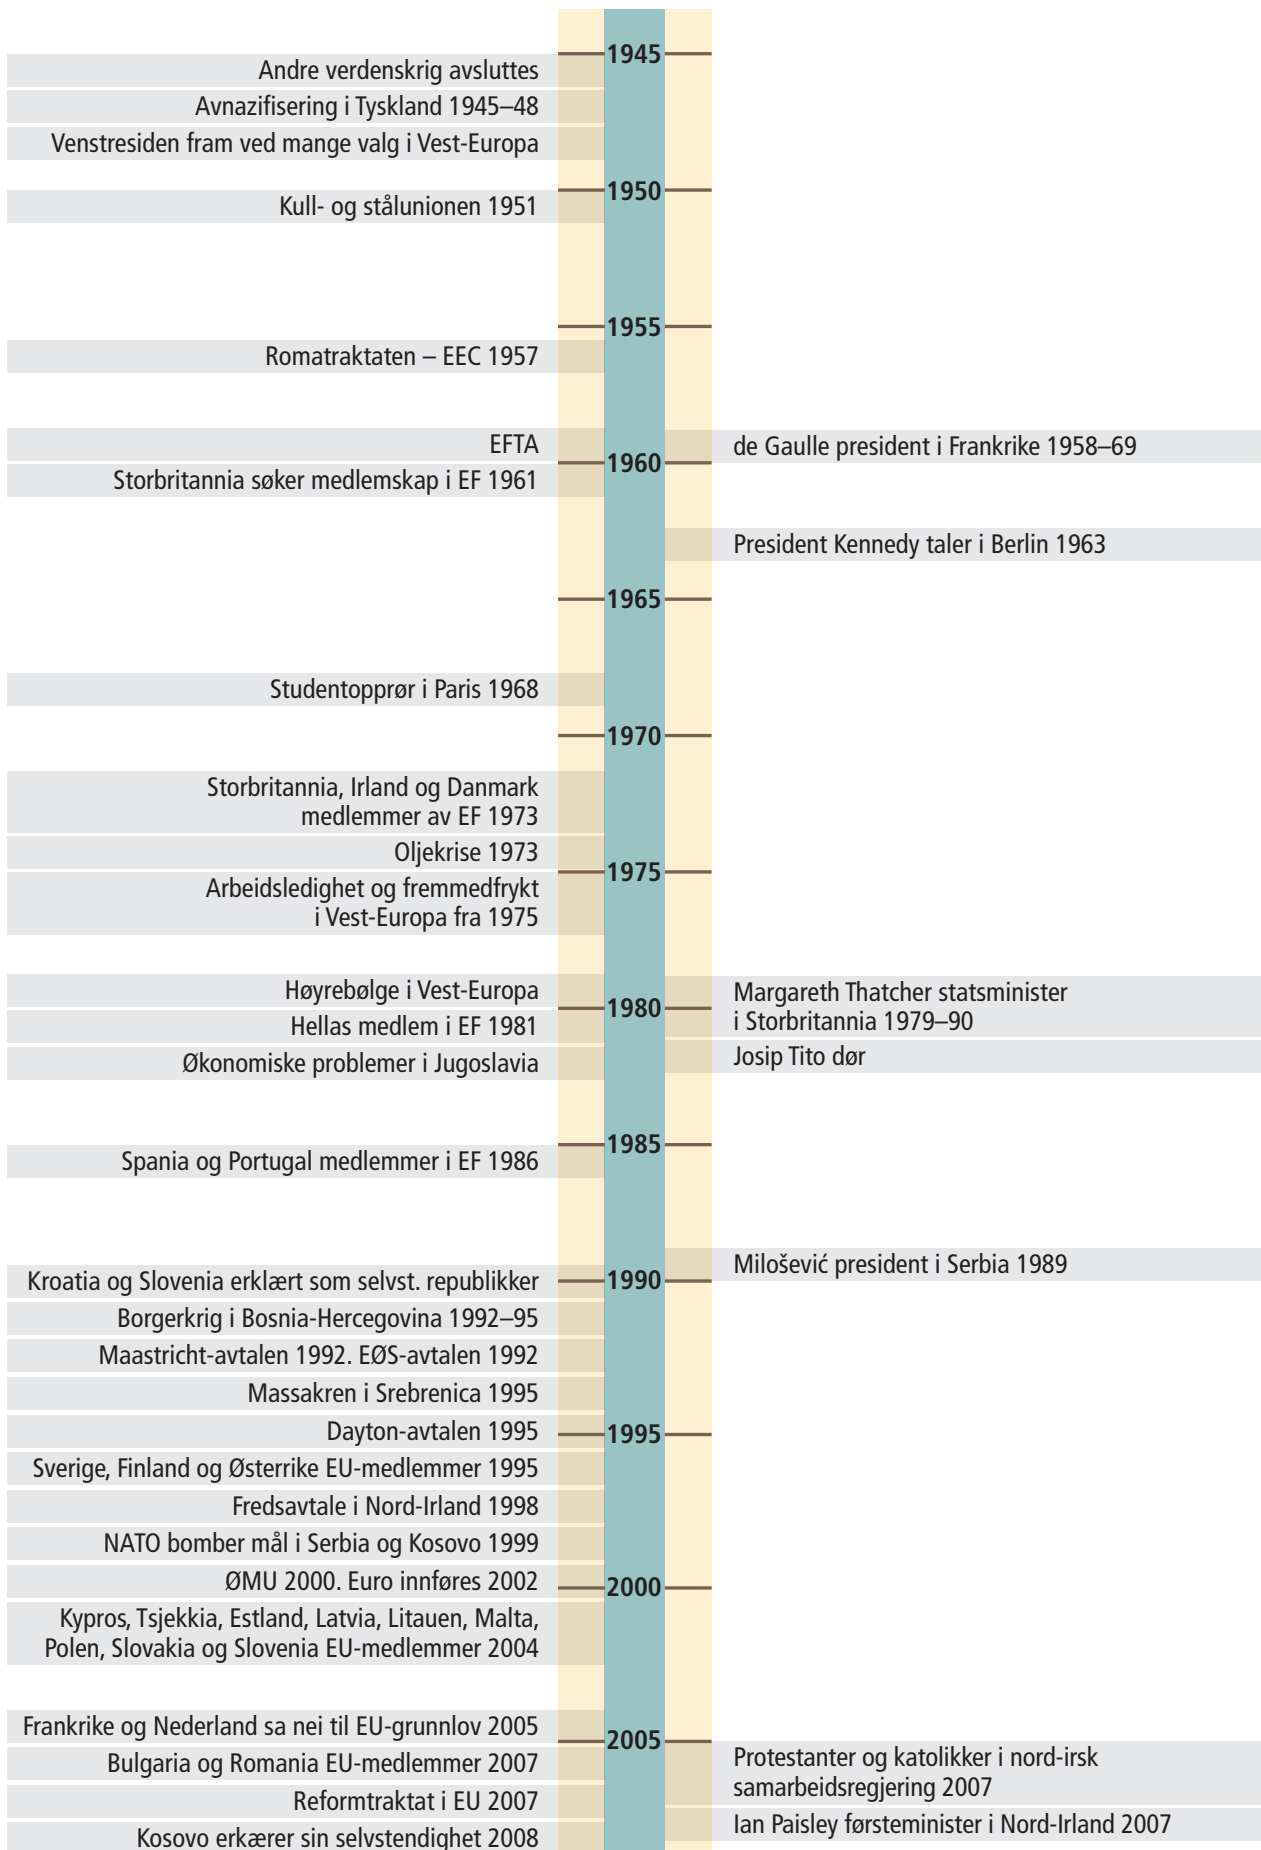 1945
Andre verdenskrig avsluttes
Avnazifisering i Tyskland 1945–48
Venstresiden fram ved mange valg i Vest-Europa
1950
Kull- og stålunionen 1951
1955
Romatraktaten – EEC 1957
EFTA
de Gaulle president i Frankrike 1958–69
1960
Storbritannia søker medlemskap i EF 1961
President Kennedy taler i Berlin 1963
1965
Studentopprør i Paris 1968
1970
Storbritannia, Irland og Danmark
medlemmer av EF 1973
Oljekrise 1973
1975
Arbeidsledighet og fremmedfrykt
i Vest-Europa fra 1975
Høyrebølge i Vest-Europa
Margareth Thatcher statsminister
i Storbritannia 1979–90
1980
Hellas medlem i EF 1981
Josip Tito dør
Økonomiske problemer i Jugoslavia
1985
Spania og Portugal medlemmer i EF 1986
Milošević president i Serbia 1989
1990
Kroatia og Slovenia erklært som selvst. republikker
Borgerkrig i Bosnia-Hercegovina 1992–95
Maastricht-avtalen 1992. EØS-avtalen 1992
Massakren i Srebrenica 1995
Dayton-avtalen 1995
1995
Sverige, Finland og Østerrike EU-medlemmer 1995
Fredsavtale i Nord-Irland 1998
NATO bomber mål i Serbia og Kosovo 1999
ØMU 2000. Euro innføres 2002
2000
Kypros, Tsjekkia, Estland, Latvia, Litauen, Malta,
Polen, Slovakia og Slovenia EU-medlemmer 2004
Frankrike og Nederland sa nei til EU-grunnlov 2005
2005
Bulgaria og Romania EU-medlemmer 2007
Protestanter og katolikker i nord-irsk
samarbeidsregjering 2007
Reformtraktat i EU 2007
Ian Paisley førsteminister i Nord-Irland 2007
Kosovo erkærer sin selvstendighet 2008